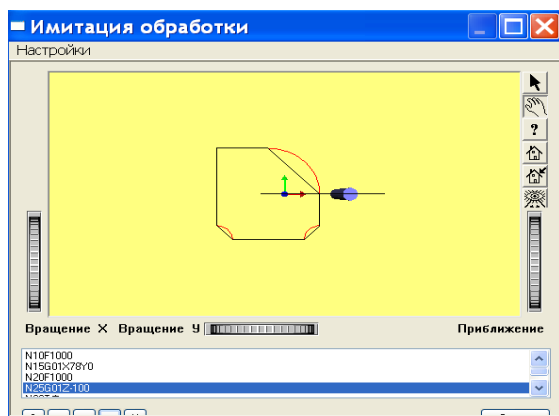 Имитация обработки
Настройки
?
Вращение X Вращение У
Приближение
N10F1000
N15G01X78Y0
N20F1000
N25G01Z-100